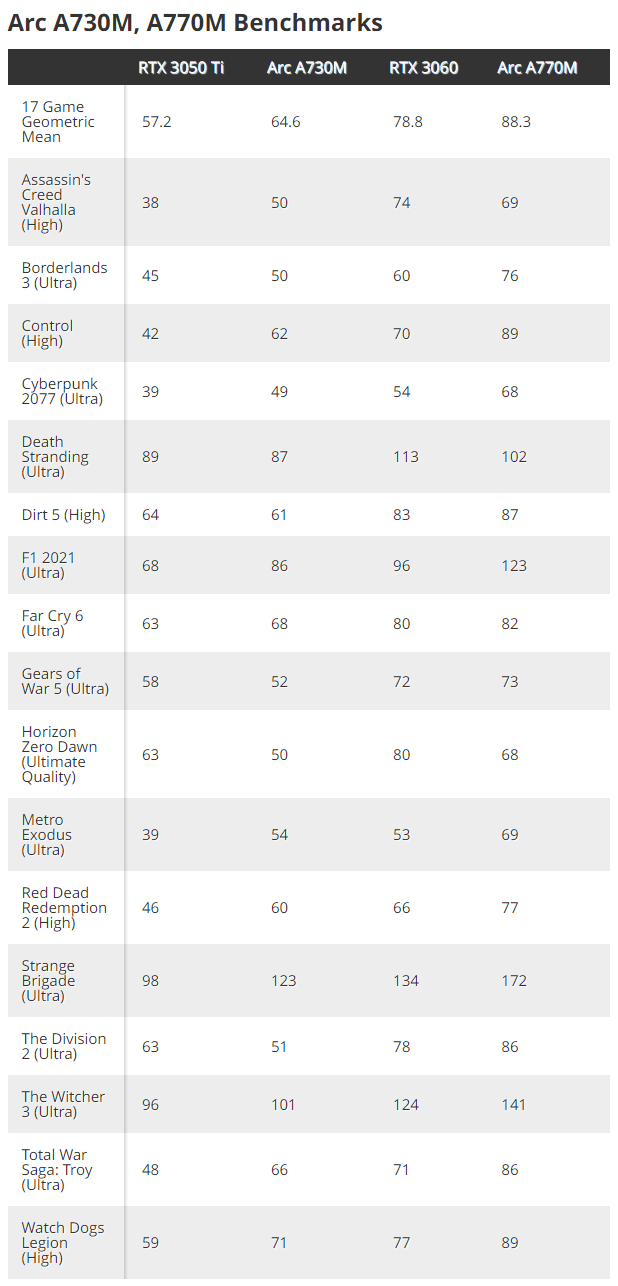 Arc A730M, A770M Benchmarks
RTX 3050 Ti Arc A730M RTX 3060 Arc A770M
17 Game
Geometric
Mean
57.2 64.6 78.8 88.3
Assassin's
Creed
Valhalla
(High)
38 50 74 69
Borderlands
3 (Ultra)
45 50 60 76
Control
(High)
42 62 70 89
Cyberpunk
2077 (Ultra)
39 49 54 68
Death
Stranding
(Ultra)
89 87 113 102
Dirt 5 (High) 64 61 83 87
F1 2021
(Ultra)
68 86 96 123
Far Cry 6
(Ultra)
63 68 80 82
Gears of
War 5 (Ultra)
58 52 72 73
Horizon
Zero Dawn
(Ultimate
Quality)
63 50 80 68
Metro
Exodus
(Ultra)
39 54 53 69
Red Dead
Redemption
2 (High)
46 60 66 77
Strange
Brigade
(Ultra)
98 123 134 172
The Division
2 (Ultra)
63 51 78 86
The Witcher
3 (Ultra)
96 101 124 141
Total War
Saga: Troy
(Ultra)
48 66 71 86
Watch Dogs
Legion
(High)
59 71 77 89